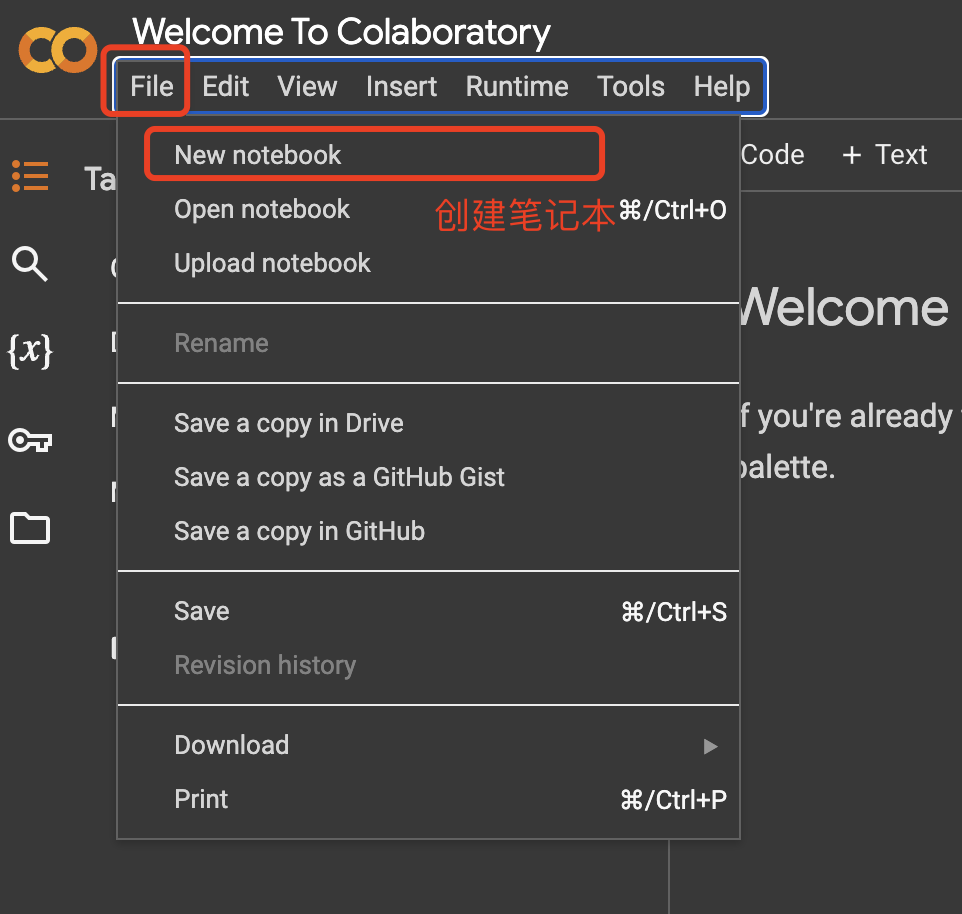 Welcome To Colaboratory
File Edit View Insert Runtime Tools Help
New notebook
Code + Text
Open notebook 创建笔记本 ⌘/Ctrl+O
Upload notebook
Welcome
Rename
Save a copy in Drive
you're already
Save a copy as a GitHub Gist
palette.
Save a copy in GitHub
Save ⌘/Ctrl+S
Revision history
Download ▶
Print ⌘/Ctrl+P
{x}